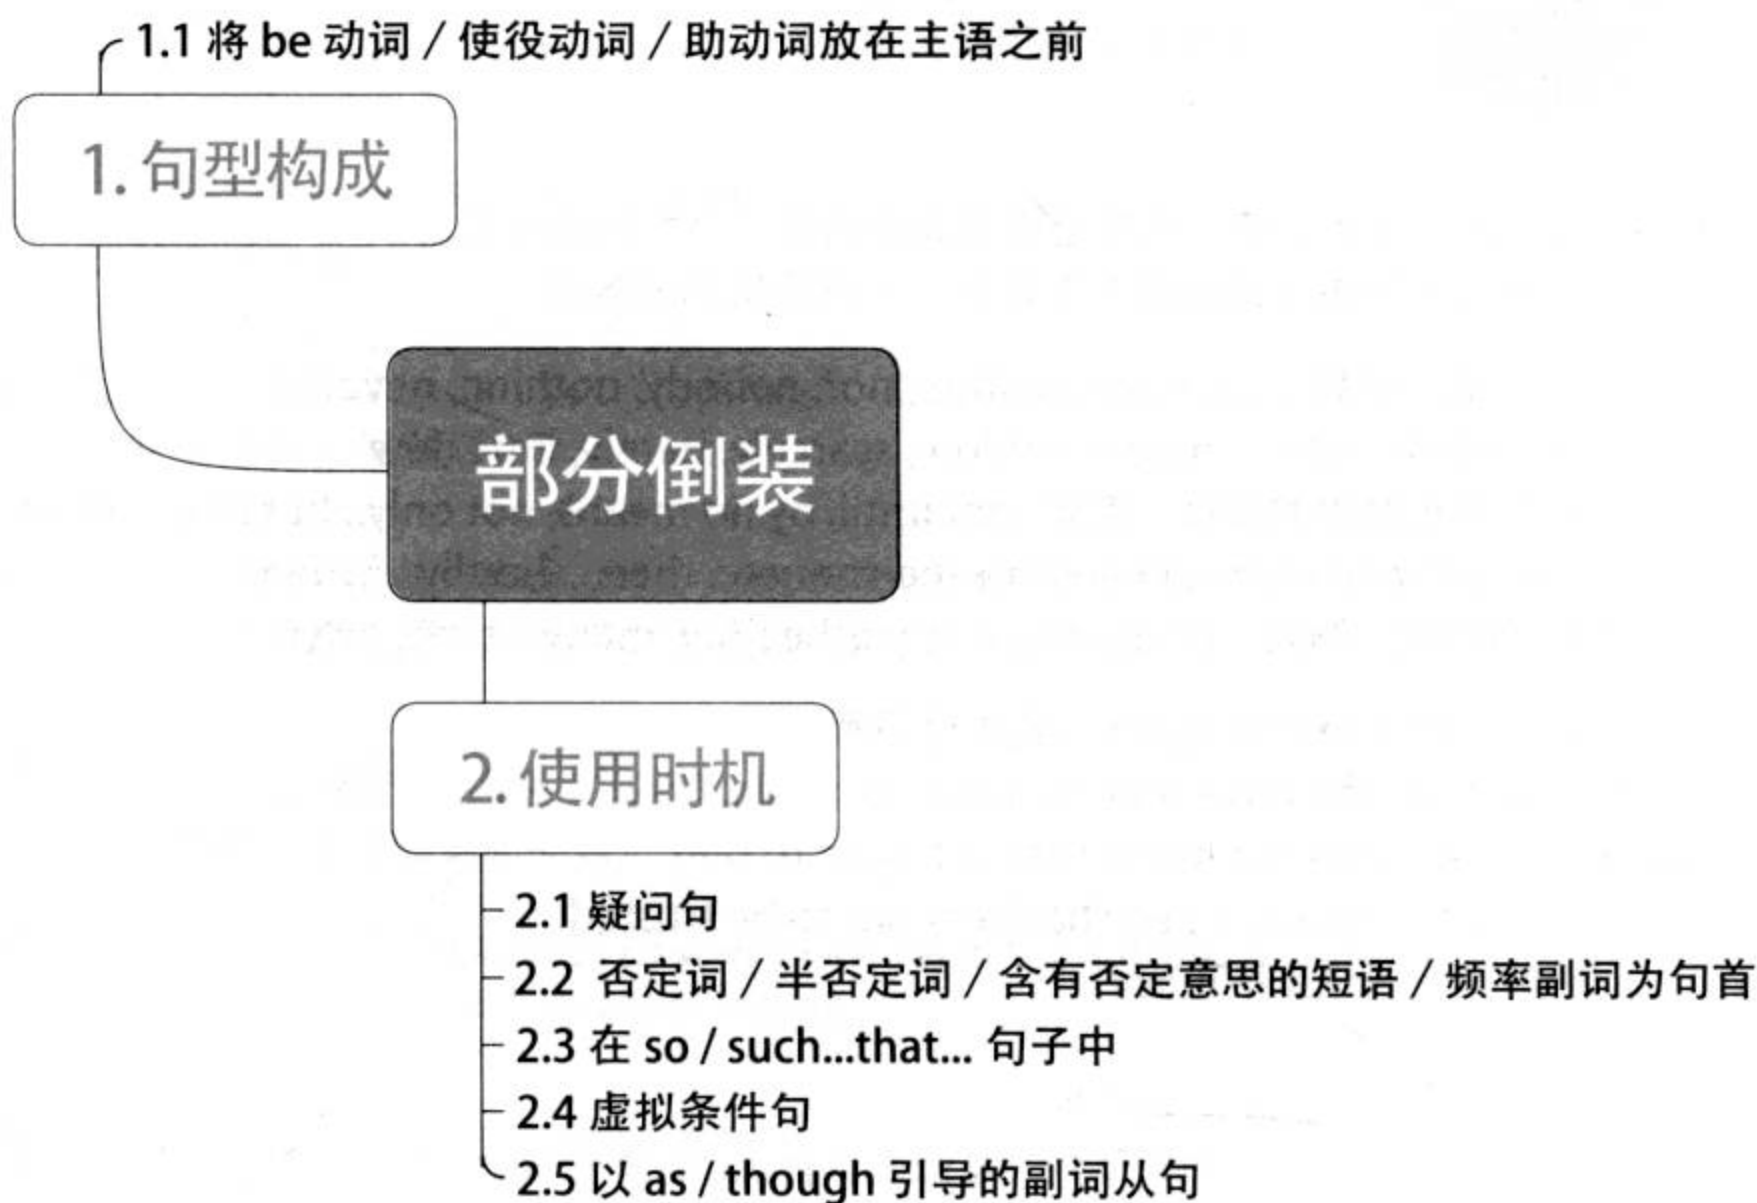 1.1 将 be 动词 / 使役动词 / 助动词放在主语之前
1. 句型构成
部分倒装
2. 使用时机
2.1 疑问句
2.2 否定词 / 半否定词 / 含有否定意思的短语 / 频率副词为句首
2.3 在 so / such...that... 句子中
2.4 虚拟条件句
2.5 以 as / though 引导的副词从句